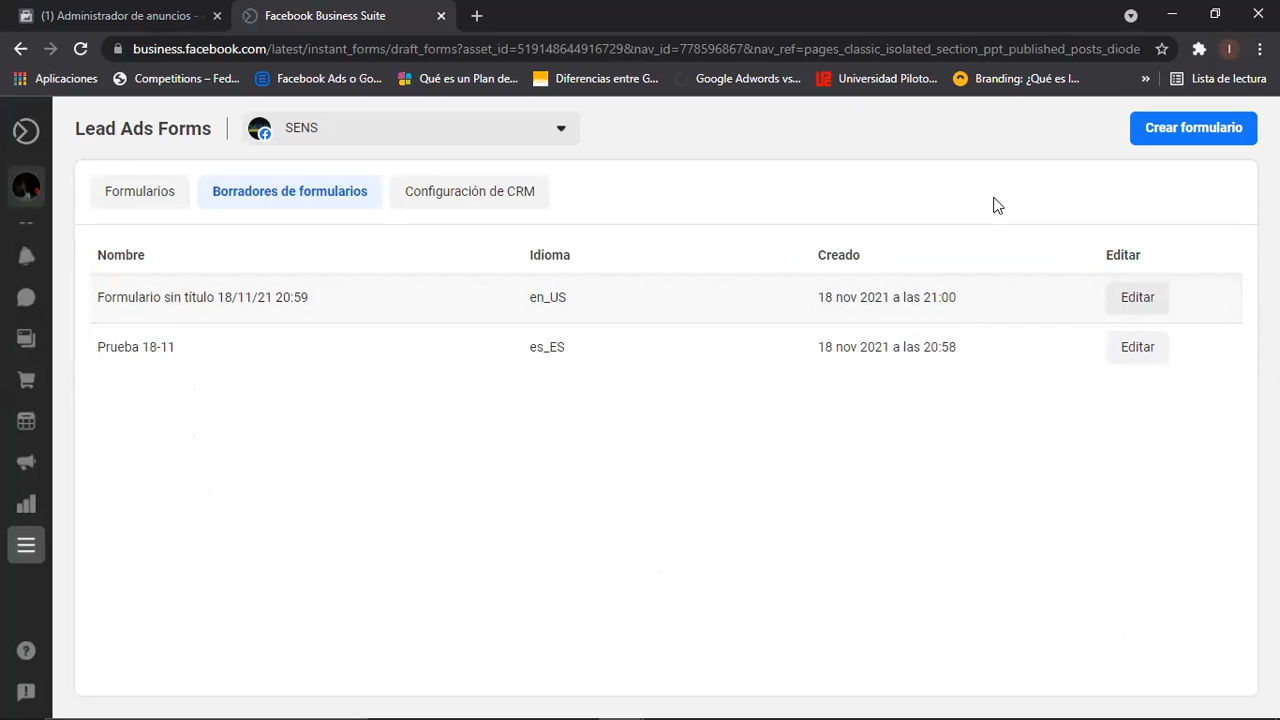 (1) Administrador de anuncios -
Facebook Business Suite
business.facebook.com/latest/instant_forms/draft_forms?asset_id=519148644916729&nav_id=778596867&nav_ref=pages_classic_isolated_section_ppt_published_posts_diode
I
Aplicaciones
Competitions – Fed...
Facebook Ads o Go...
Qué es un Plan de...
Diferencias entre G...
Google Adwords vs...
Universidad Piloto...
Branding: ¿Qué es l...
»
Lista de lectura
Lead Ads Forms
SENS
Crear formulario
Formularios
Borradores de formularios
Configuración de CRM
Nombre
Idioma
Creado
Editar
Formulario sin título 18/11/21 20:59
en_US
18 nov 2021 a las 21:00
Editar
Prueba 18-11
es_ES
18 nov 2021 a las 20:58
Editar